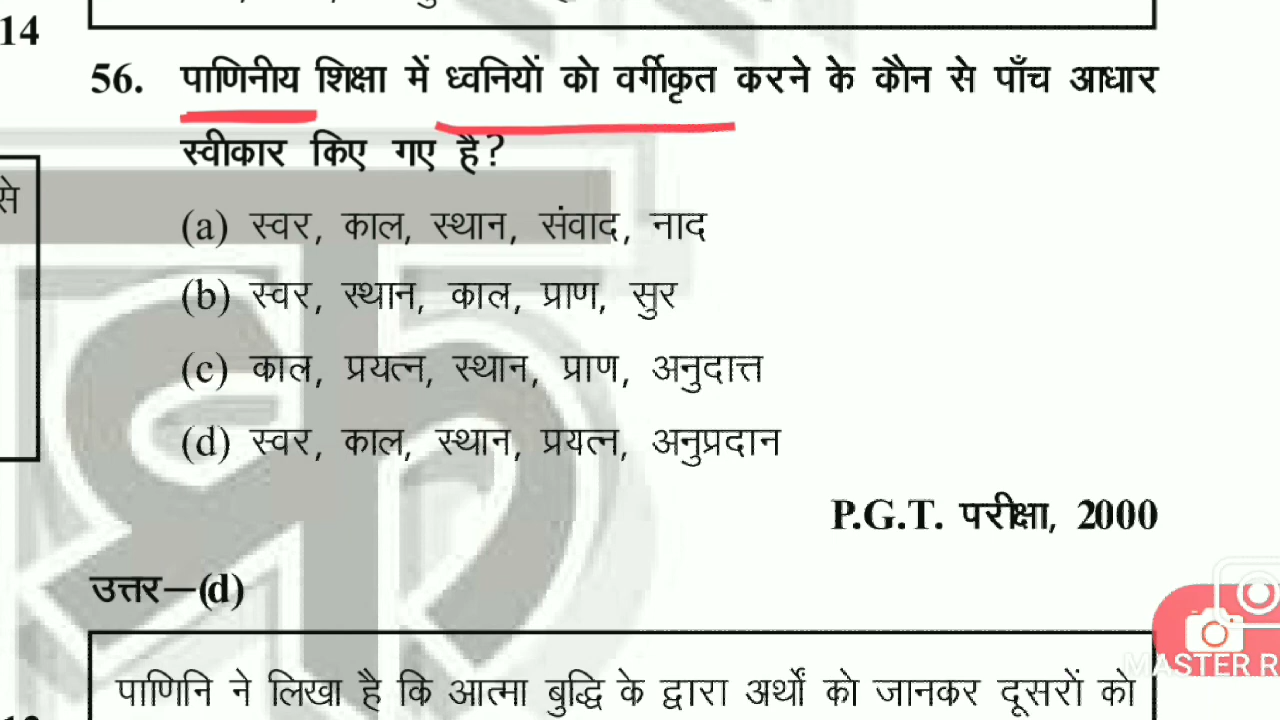 14
56. पाणिनीय शिक्षा में ध्वनियों को वर्गीकृत करने के कौन से पाँच आधार
स्वीकार किए गए है?
से
(a) स्वर, काल, स्थान, संवाद, नाद
(b) स्वर, स्थान, काल, प्राण, सुर
(c) काल, प्रयत्न, स्थान, प्राण, अनुदात्त
(d) स्वर, काल, स्थान, प्रयत्न, अनुप्रदान
P.G.T. परीक्षा, 2000
उत्तर–(d)
MASTER R
पाणिनि ने लिखा है कि आत्मा बुद्धि के द्वारा अर्थों को जानकर दूसरों को